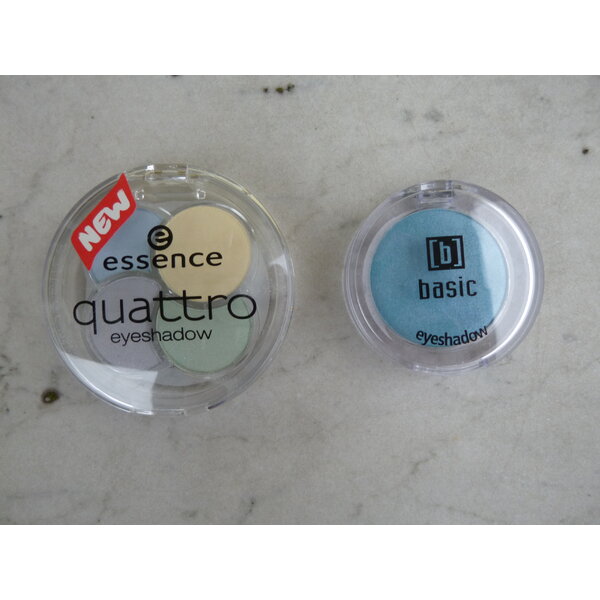 NEW
e
essence
quattro
eyeshadow
[b]
basic
eyeshadow